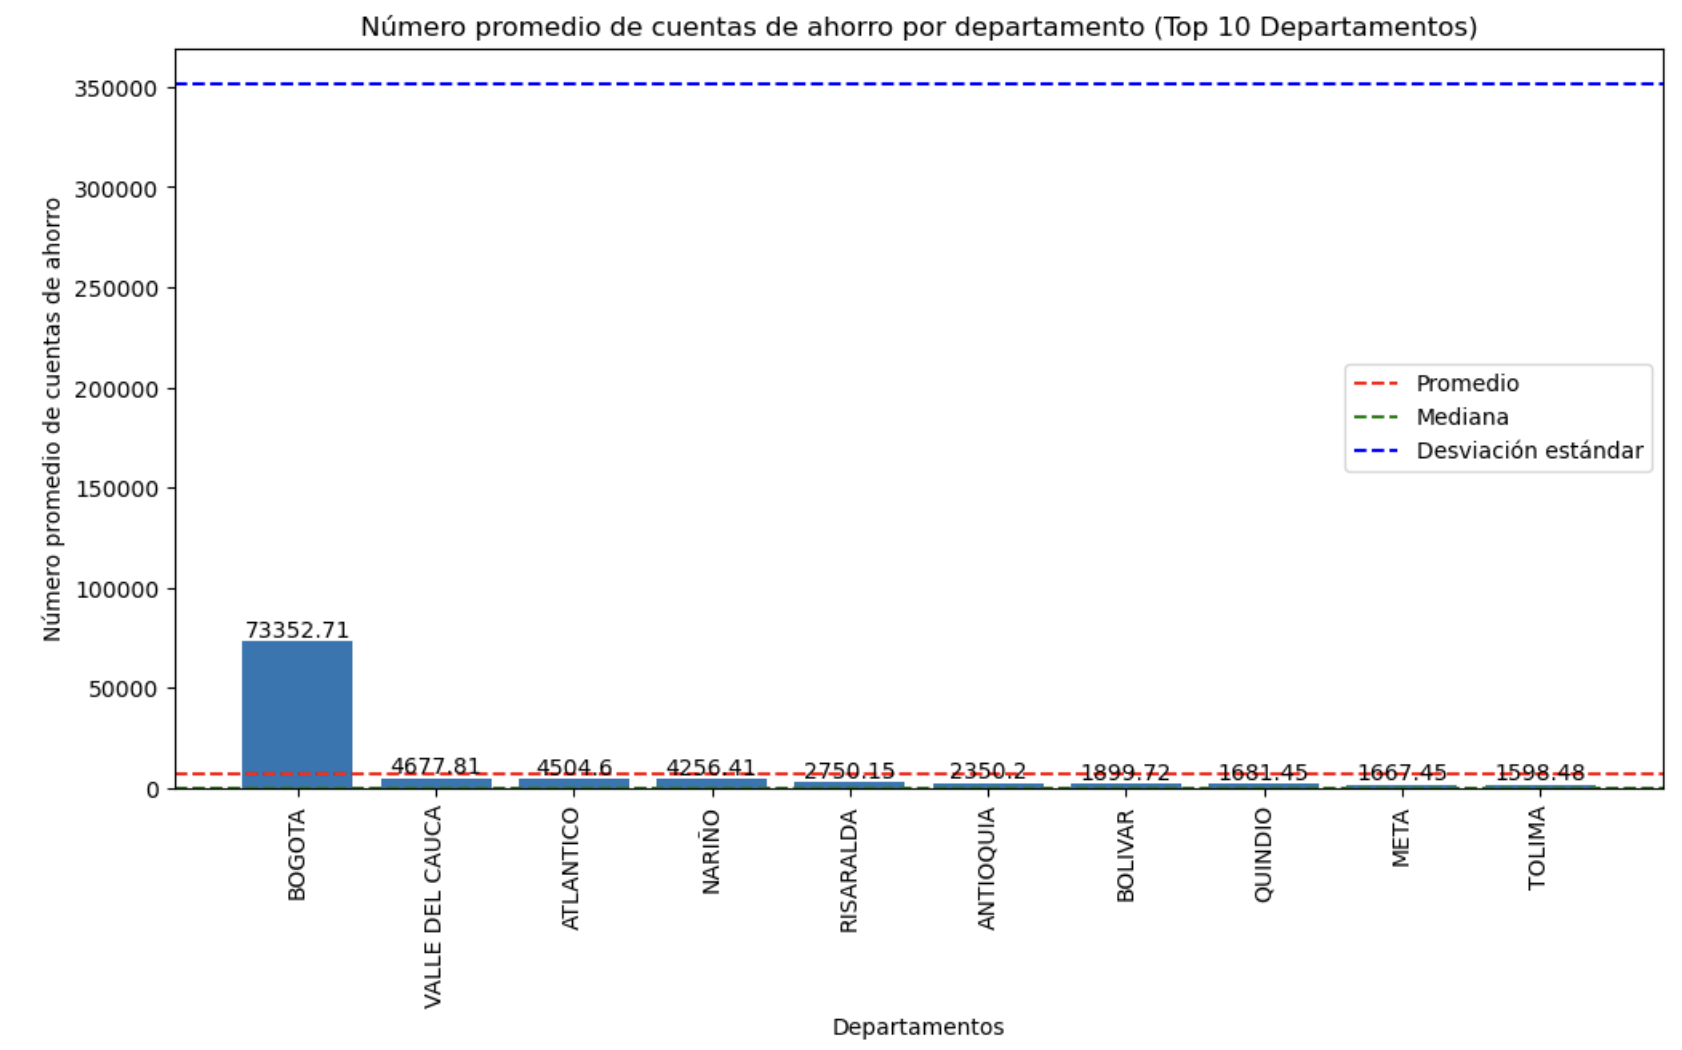 Número promedio de cuentas de ahorro por departamento (Top 10 Departamentos)
Número promedio de cuentas de ahorro
350000
300000
250000
200000
150000
100000
50000
0
Promedio
Mediana
Desviación estándar
73352.71
4677.81
4504.6
4256.41
2750.15
2350.2
1899.72
1681.45
1667.45
1598.48
BOGOTA
VALLE DEL CAUCA
ATLANTICO
NARIÑO
RISARALDA
ANTIOQUIA
BOLIVAR
QUINDIO
META
TOLIMA
Departamentos